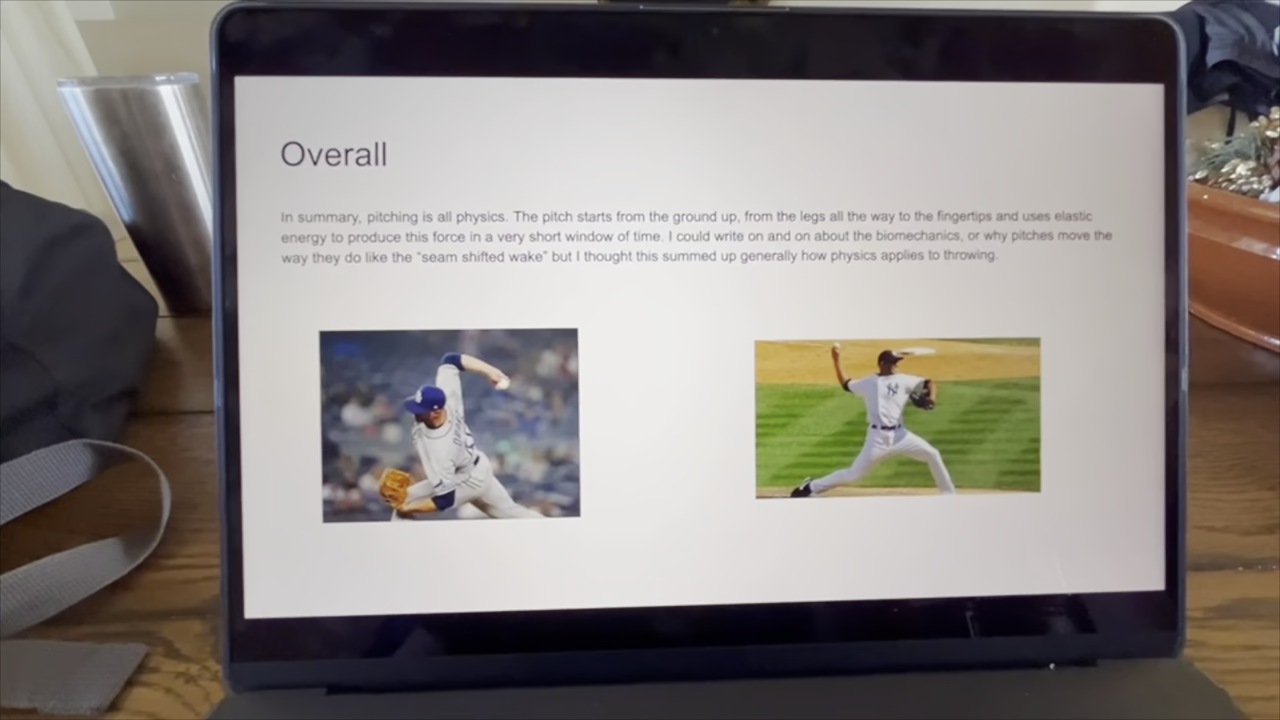 Overall
In summary, pitching is all physics. The pitch starts from the ground up, from the legs all the way to the fingertips and uses elastic
energy to produce this force in a very short window of time. I could write on and on about the biomechanics, or why pitches move the
way they do like the "seam shifted wake" but I thought this summed up generally how physics applies to throwing.
NY